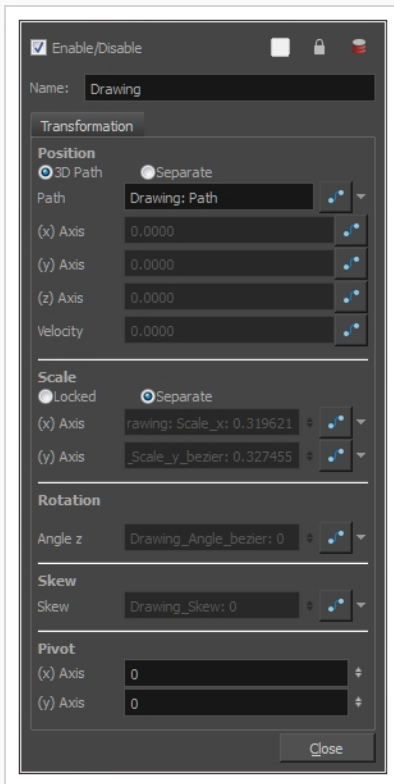 Enable/Disable
Name: Drawing
Transformation
Position
3D Path Separate
Path Drawing: Path
(x) Axis 0.0000
(y) Axis 0.0000
(z) Axis 0.0000
Velocity 0.0000
Scale
Locked Separate
(x) Axis rawing: Scale_x: 0.319621
(y) Axis _Scale_y_bezier: 0.327455
Rotation
Angle z Drawing_Angle_bezier: 0
Skew
Skew Drawing_Skew: 0
Pivot
(x) Axis 0
(y) Axis 0
Close